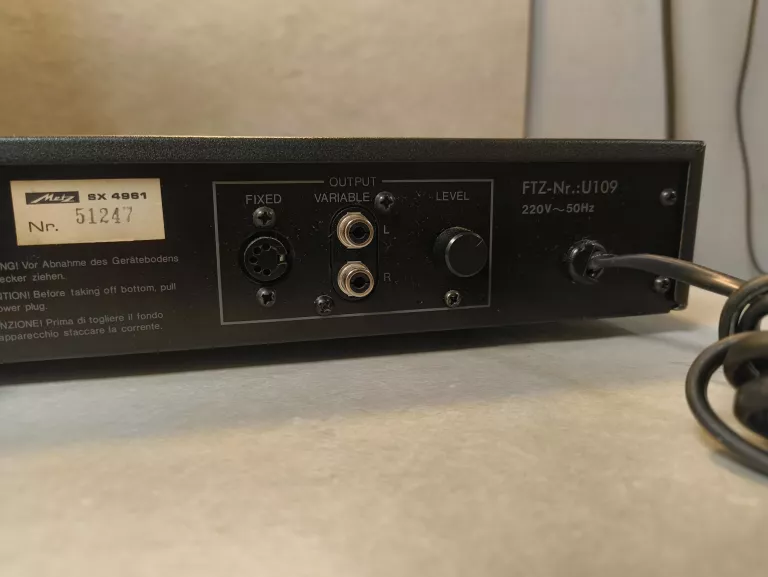 Metz SX 4961
Nr. 51247
NG! Vor Abnahme des Gerätebodens
ecker ziehen.
TION! Before taking off bottom, pull
ower plug.
NZIONE! Prima di togliere il fondo
apparecchio staccare la corrente.
OUTPUT
FIXED VARIABLE LEVEL
L
R
FTZ-Nr.:U109
220V~50Hz